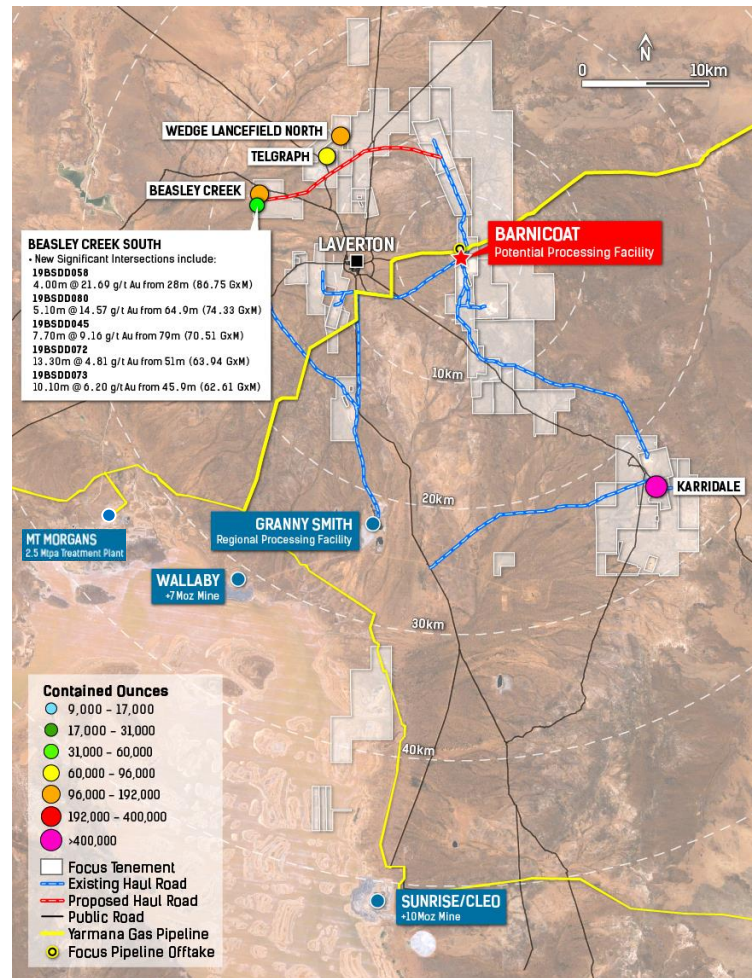 N
0 10km
WEDGE LANCEFIELD NORTH
TELGRAPH
BEASLEY CREEK
BEASLEY CREEK SOUTH
• New Significant Intersections include:
19BSDD058
4.00m @ 21.69 g/t Au from 28m (86.75 GxM)
19BSDD080
5.10m @ 14.57 g/t Au from 64.9m (74.33 GxM)
19BSDD045
7.70m @ 9.16 g/t Au from 79m (70.51 GxM)
19BSDD072
13.30m @ 4.81 g/t Au from 51m (63.94 GxM)
19BSDD073
10.10m @ 6.20 g/t Au from 45.9m (62.61 GxM)
LAVERTON
BARNICOAT
Potential Processing Facility
10km
KARRIDALE
20km
GRANNY SMITH
Regional Processing Facility
MT MORGANS
2.5 Mtpa Treatment Plant
WALLABY
+7Moz Mine
30km
40km
SUNRISE/CLEO
+10Moz Mine
Contained Ounces
9,000 - 17,000
17,000 - 31,000
31,000 - 60,000
60,000 - 96,000
96,000 - 192,000
192,000 - 400,000
>400,000
Focus Tenement
Existing Haul Road
Proposed Haul Road
Public Road
Yarmana Gas Pipeline
Focus Pipeline Offtake